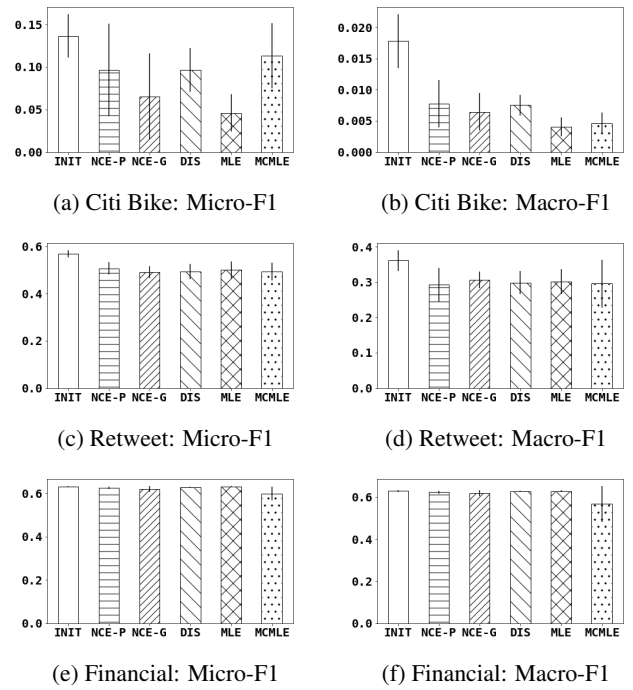 0.15
0.10
0.05
0.00
INIT NCE-P NCE-G DIS MLE MCMLE
(a) Citi Bike: Micro-F1
0.020
0.015
0.010
0.005
0.000
INIT NCE-P NCE-G DIS MLE MCMLE
(b) Citi Bike: Macro-F1
0.6
0.4
0.2
0.0
INIT NCE-P NCE-G DIS MLE MCMLE
(c) Retweet: Micro-F1
0.4
0.3
0.2
0.1
0.0
INIT NCE-P NCE-G DIS MLE MCMLE
(d) Retweet: Macro-F1
0.6
0.4
0.2
0.0
INIT NCE-P NCE-G DIS MLE MCMLE
(e) Financial: Micro-F1
0.6
0.4
0.2
0.0
INIT NCE-P NCE-G DIS MLE MCMLE
(f) Financial: Macro-F1